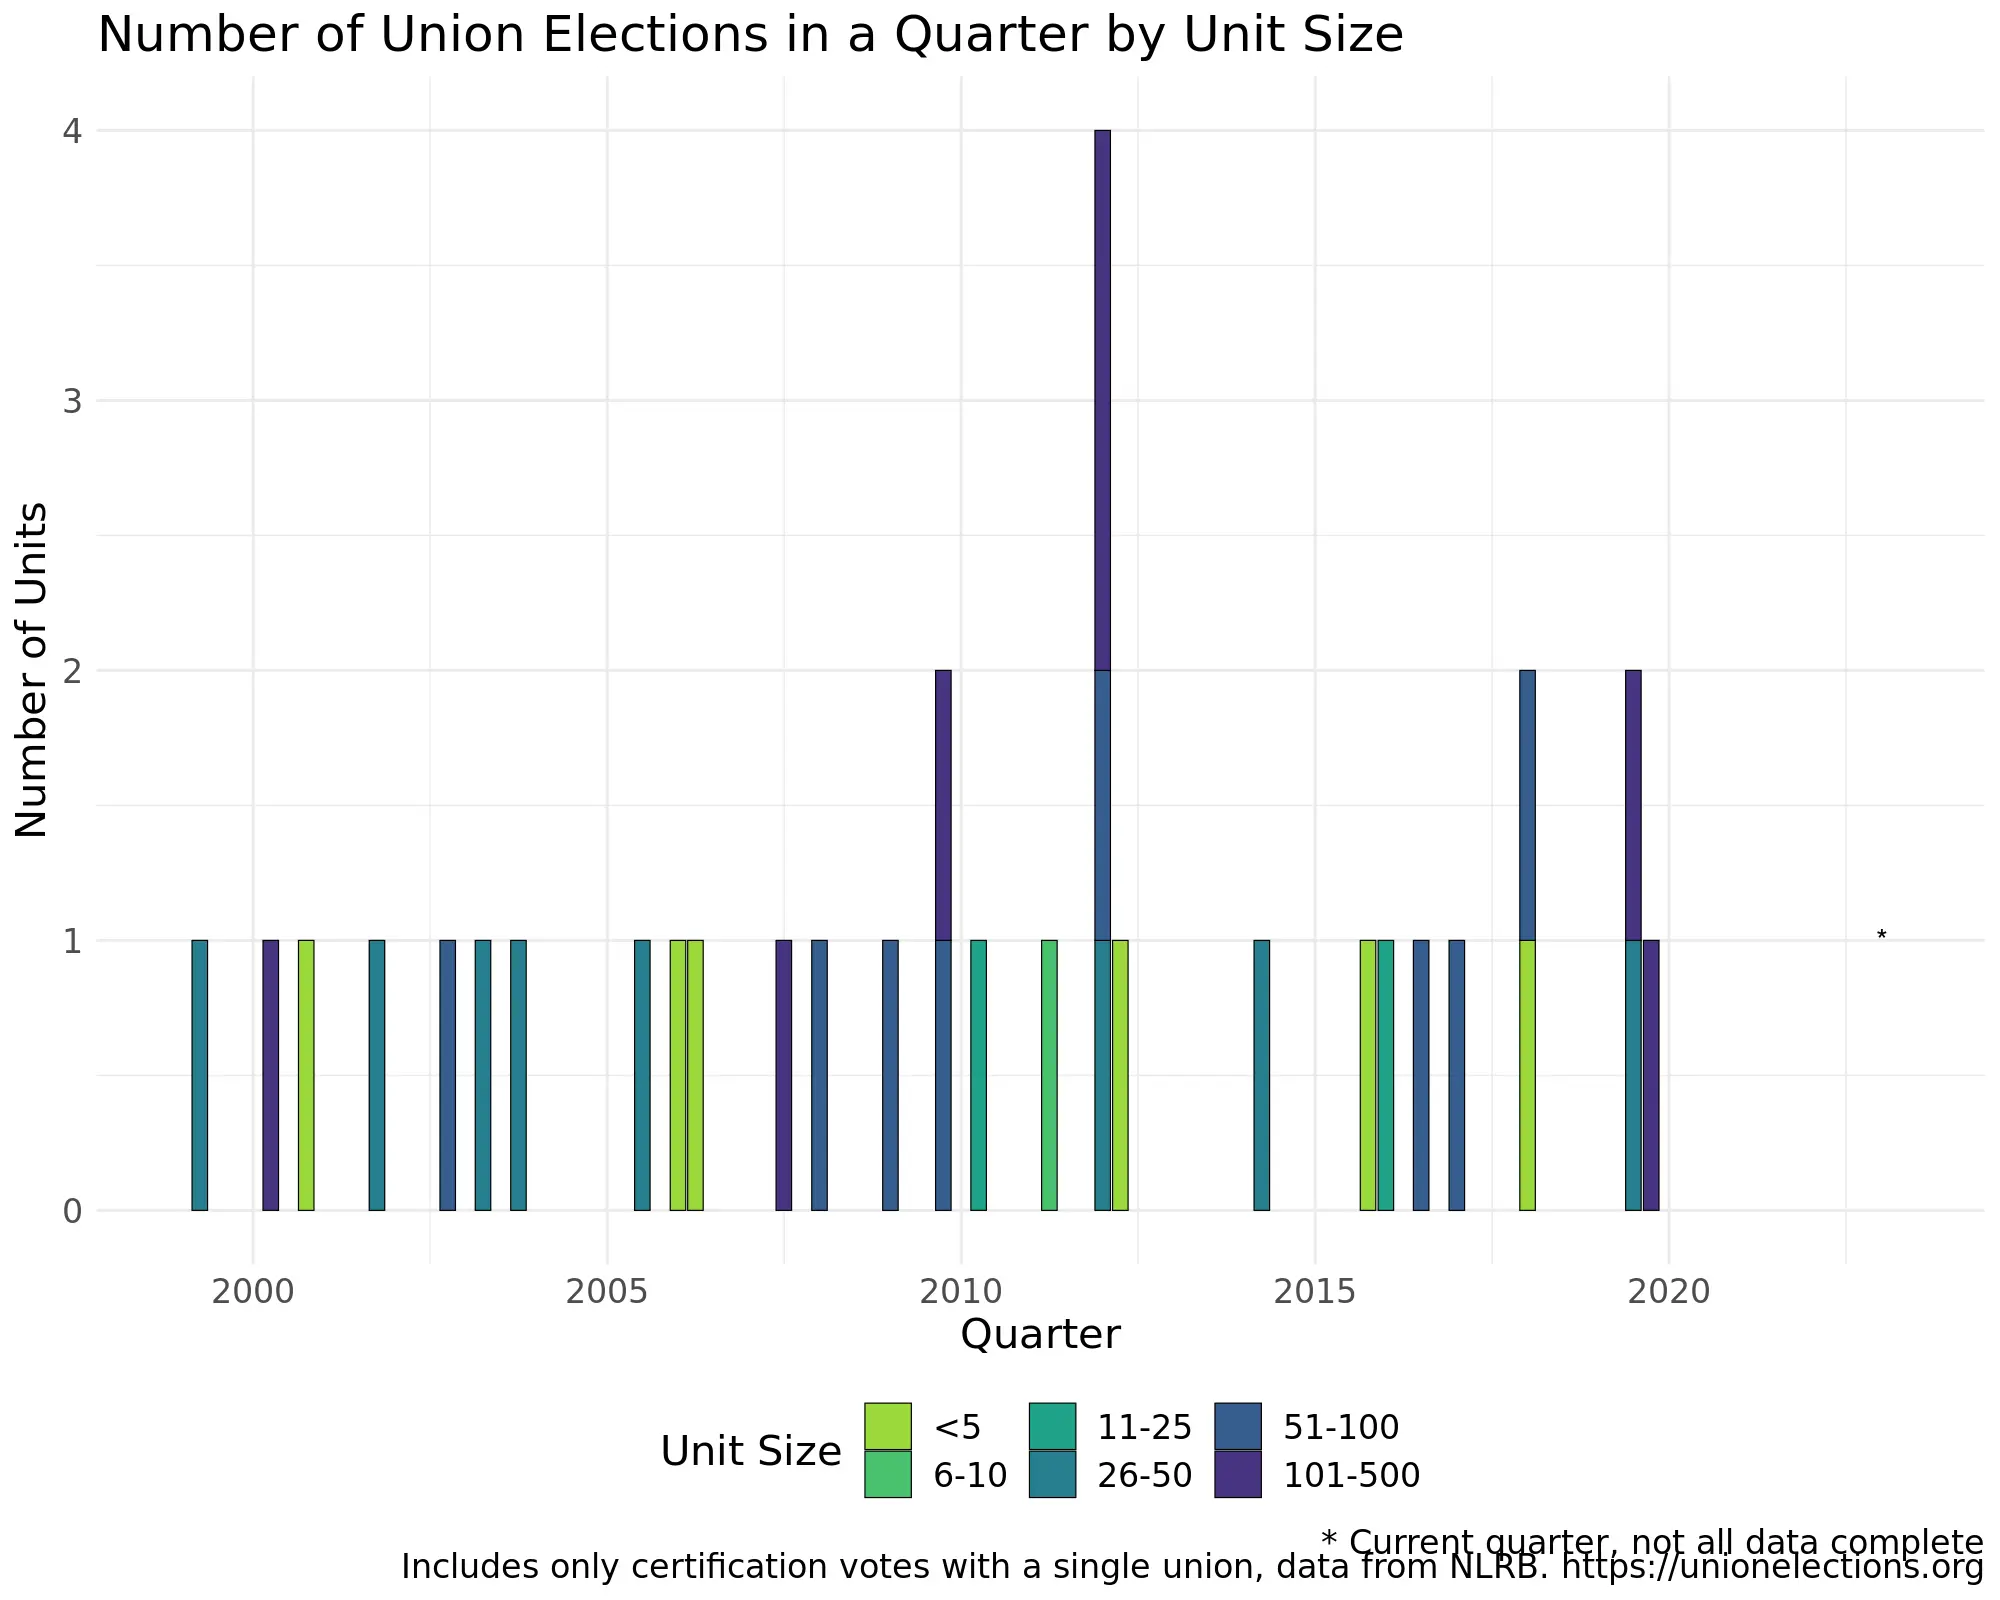 Number of Union Elections in a Quarter by Unit Size
Number of Units
4
3
2
1
0
*
2000 2005 2010 2015 2020
Quarter
Unit Size
<5 11-25 51-100
6-10 26-50 101-500
* Current quarter, not all data complete
Includes only certification votes with a single union, data from NLRB. https://unionelections.org